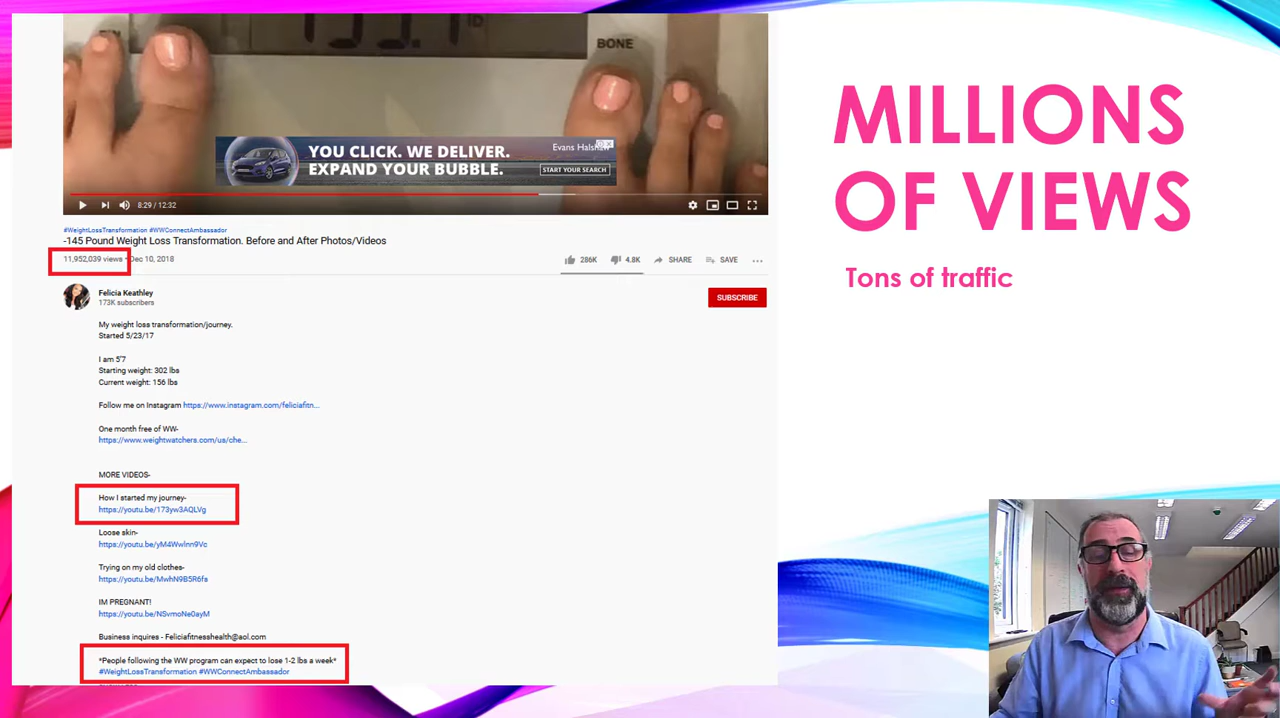 BONE
YOU CLICK. WE DELIVER.
EXPAND YOUR BUBBLE.
START YOUR SEARCH
8:29 / 12:32
#WeightLossTransformation #WWConnectAmbassador
-145 Pound Weight Loss Transformation. Before and After Photos/Videos
11,952,039 views • Dec 10, 2018
286K
4.8K
SHARE
SAVE
Felicia Keathley
173K subscribers
SUBSCRIBE
My weight loss transformation/journey.
Started 5/23/17
I am 5'7
Starting weight: 302 lbs
Current weight: 156 lbs
Follow me on Instagram https://www.instagram.com/feliciafitn...
One month free of WW-
https://www.weightwatchers.com/us/che...
MORE VIDEOS-
How I started my journey-
https://youtu.be/173yw3AQLVg
Loose skin-
https://youtu.be/yM4Wwlnn9Vc
Trying on my old clothes-
https://youtu.be/MwhN9B5R6fs
IM PREGNANT!
https://youtu.be/NSvmoNe0ayM
Business inquires - Feliciafitnesshealth@aol.com
*People following the WW program can expect to lose 1-2 lbs a week*
#WeightLossTransformation #WWConnectAmbassador
MILLIONS
OF VIEWS
Tons of traffic